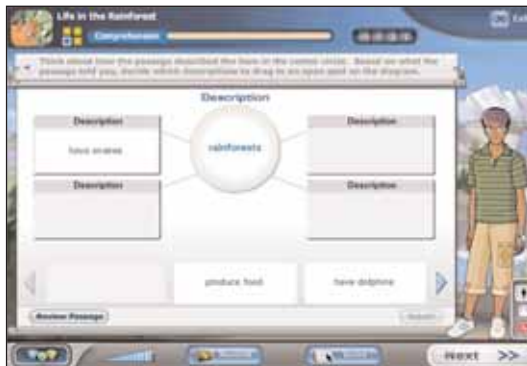 Life in the Rainforest
Exit
Comprehension
Think about how the passage described the item in the center circle. Based on what the
passage told you, decide which descriptions to drag to an open spot on the diagram.
Description
Description
Description
have snakes
rainforests
Description
Description
produce food
have dolphins
Review Passage
Next >>